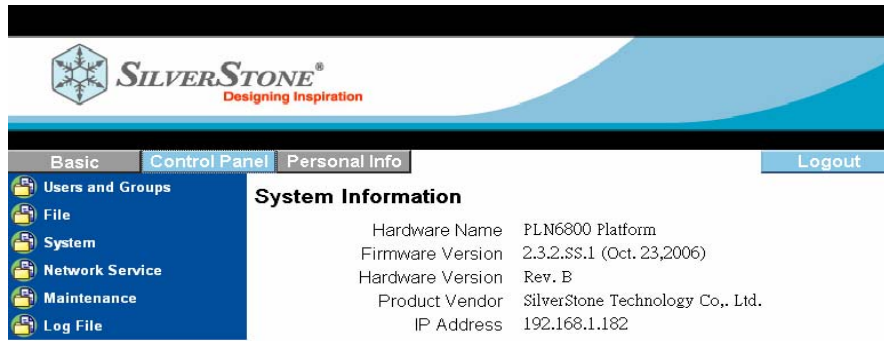 SILVERSTONE®
Designing Inspiration
Basic Control Panel Personal Info Logout
Users and Groups
File
System
Network Service
Maintenance
Log File
System Information
Hardware Name PLN6800 Platform
Firmware Version 2.3.2.SS.1 (Oct. 23,2006)
Hardware Version Rev. B
Product Vendor SilverStone Technology Co,. Ltd.
IP Address 192.168.1.182